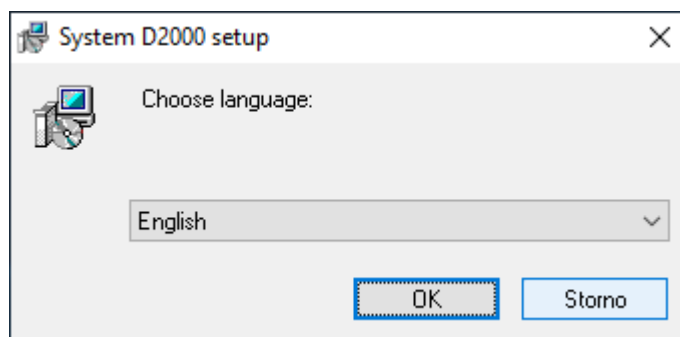 System D2000 setup
Choose language:
English
OK
Storno